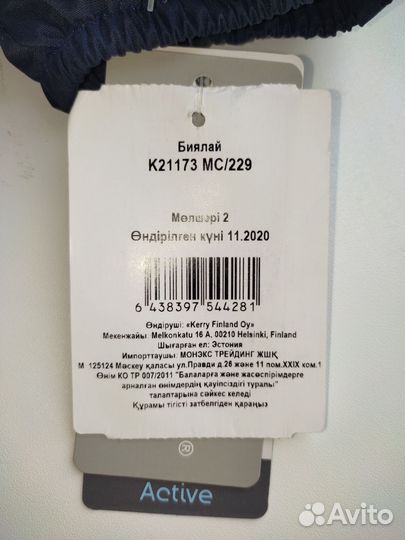 Биялай
K21173 MC/229
Мөлшері 2
Өндірілген күні 11.2020
6 438397 544281
Өндіруші: «Kerry Finland Oy»
Мекенжайы: Melkonkatu 16 A, 00210 Helsinki, Finland
Шығарған ел: Эстония
Импорттаушы: МОНЭКС ТРЕЙДИНГ ЖШҚ
М 125124 Мәскеу қаласы ул.Правди д.26 және 11 пом.XXIX ком.1
Өнім КО ТР 007/2011 "Балаларға және жасөспірімдерге
арналған өнімдердің қауіпсіздігі туралы"
талаптарына сәйкес келеді
Құрамы тігісті затбелгіден қараңыз
®
Active
Avito